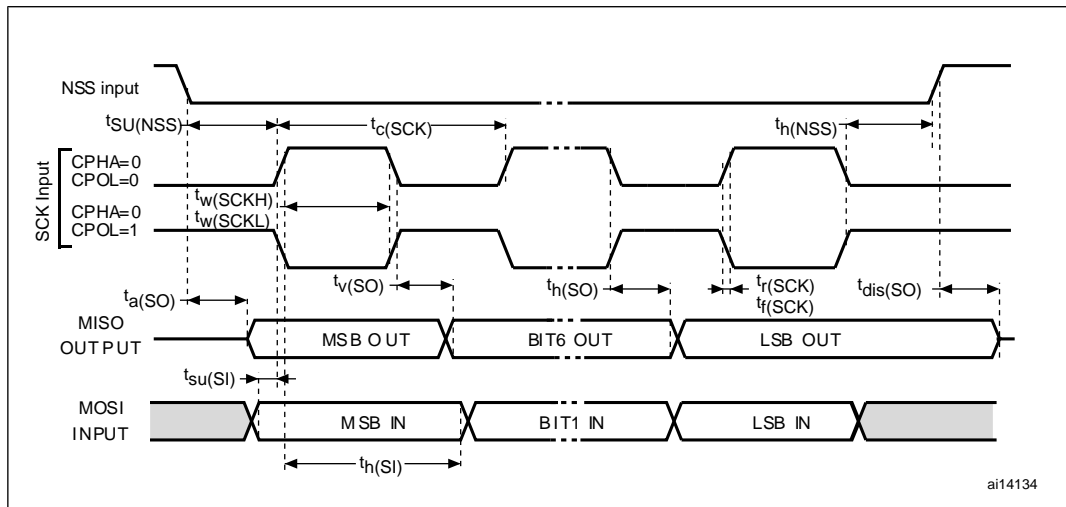 NSS input
tSU(NSS)
tc(SCK)
th(NSS)
SCK Input
CPHA=0
CPOL=0
tw(SCKH)
CPHA=0
tw(SCKL)
CPOL=1
ta(SO)
tv(SO)
th(SO)
tr(SCK)
tf(SCK)
tdis(SO)
MISO
OUTPUT
MSB OUT
BIT6 OUT
LSB OUT
tsu(SI)
MOSI
INPUT
MSB IN
BIT1 IN
LSB IN
th(SI)
ai14134